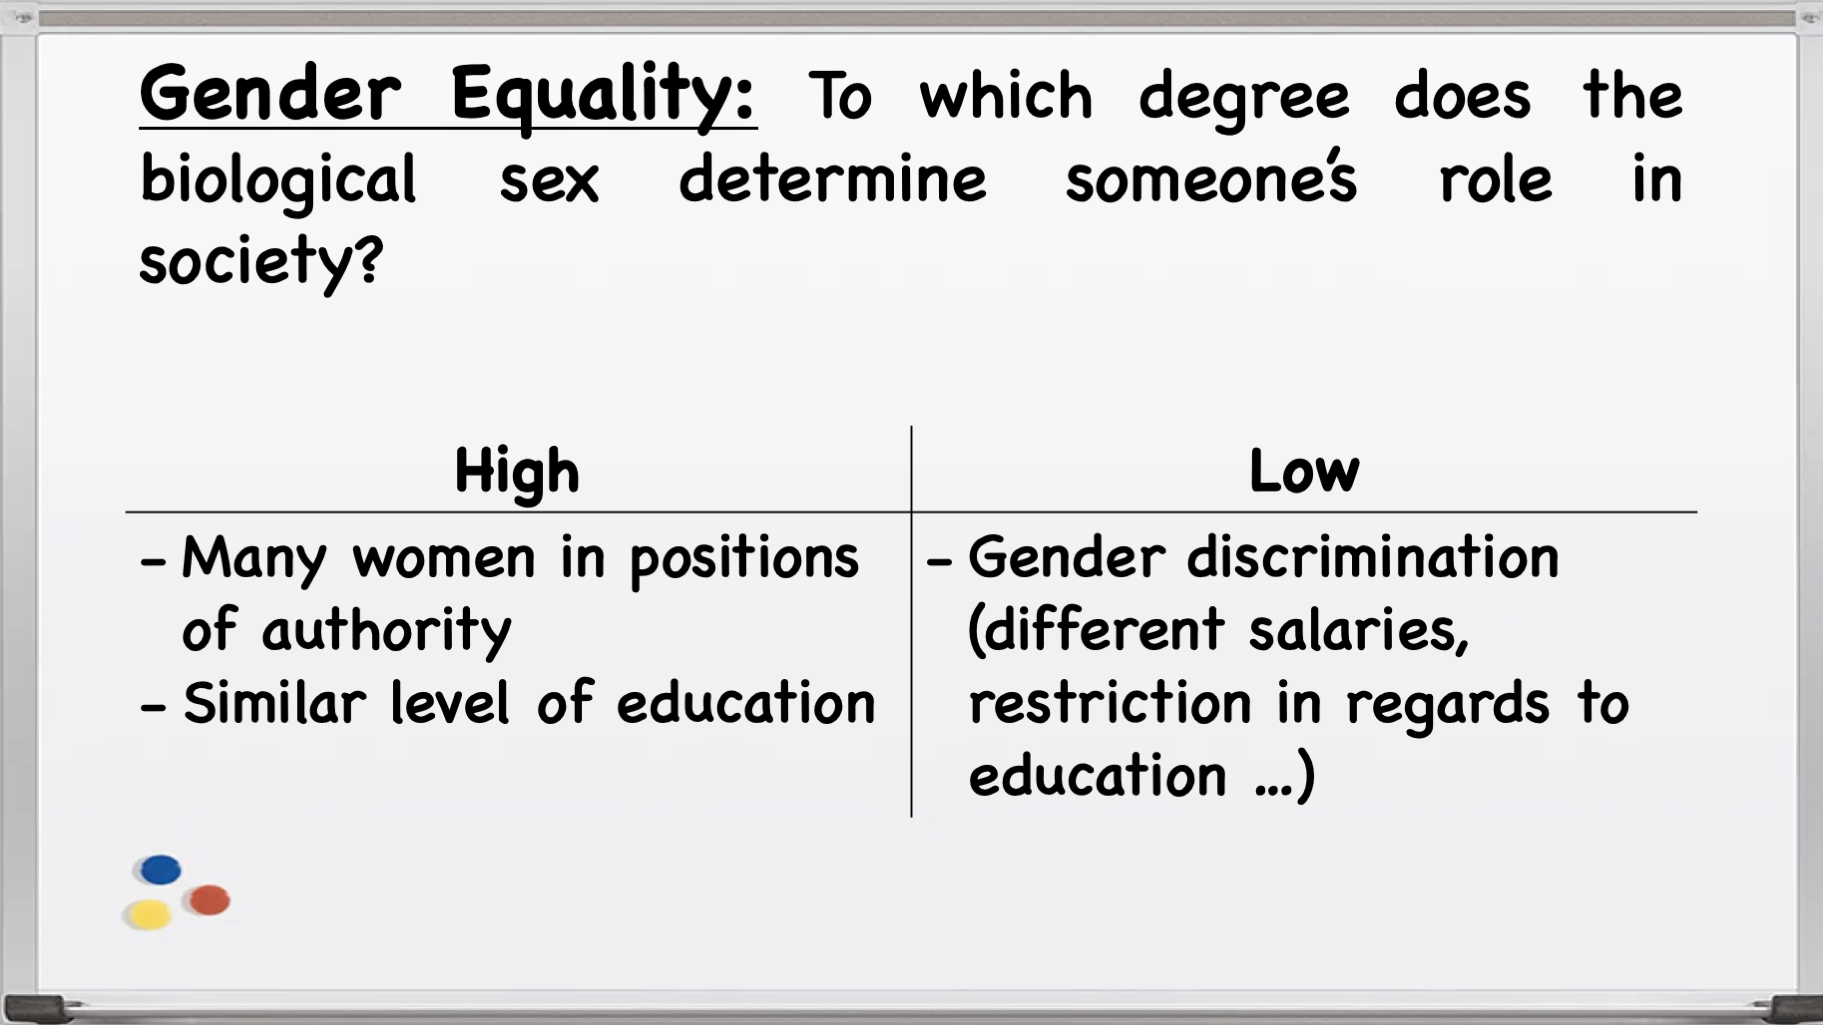 Gender Equality: To which degree does the
biological sex determine someone's role in
society?
High
Low
- Many women in positions
of authority
- Similar level of education
- Gender discrimination
(different salaries,
restriction in regards to
education ...)